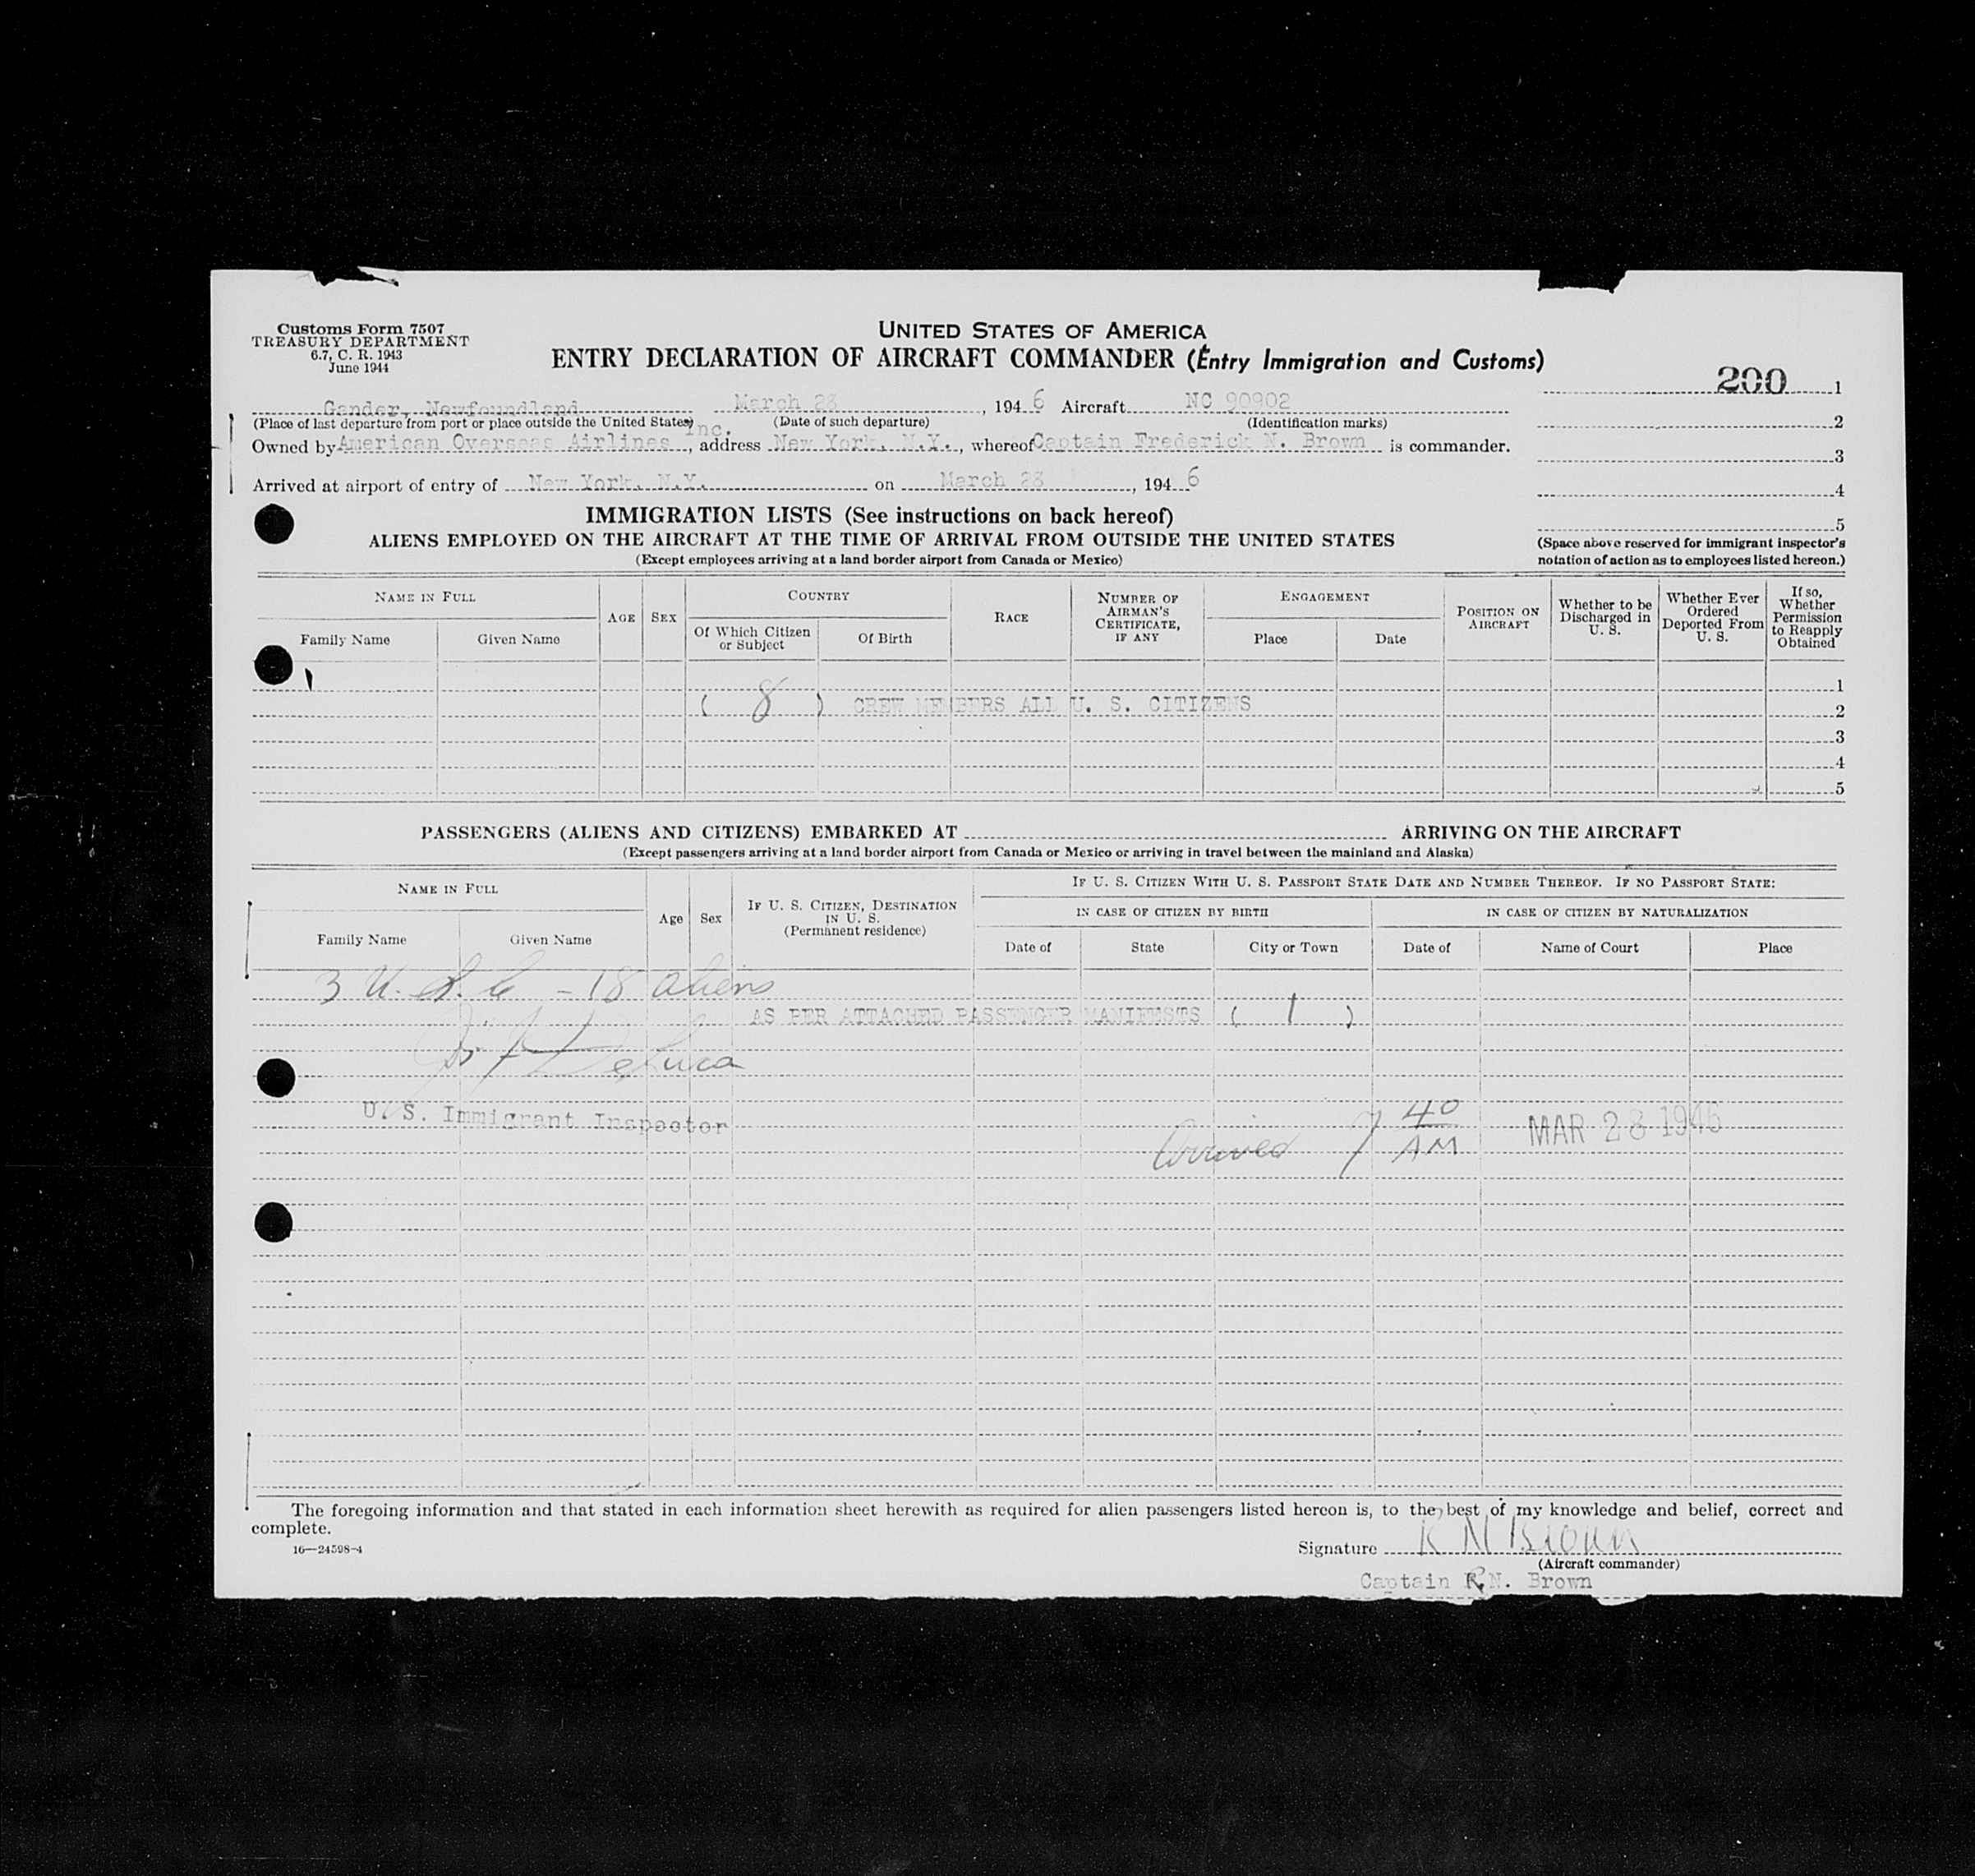 Customs Form 7507
TREASURY DEPARTMENT
6.7, C. R. 1943
June 1944
UNITED STATES OF AMERICA
ENTRY DECLARATION OF AIRCRAFT COMMANDER (Entry Immigration and Customs)
200 1
Gander, Newfoundland March 23, 1946 Aircraft NC 90902
(Place of last departure from port or place outside the United States) (Date of such departure) (Identification marks)
2
Owned by American Overseas Airlines Inc., address New York, N.Y., whereof Captain Frederick N. Brown is commander.
3
Arrived at airport of entry of New York, N.Y. on March 23, 1946
4
5
IMMIGRATION LISTS (See instructions on back hereof)
ALIENS EMPLOYED ON THE AIRCRAFT AT THE TIME OF ARRIVAL FROM OUTSIDE THE UNITED STATES
(Except employees arriving at a land border airport from Canada or Mexico)
(Space above reserved for immigrant inspector's
notation of action as to employees listed hereon.)
NAME IN FULL
Family Name
Given Name
AGE
SEX
COUNTRY
Of Which Citizen or Subject
Of Birth
RACE
NUMBER OF AIRMAN'S CERTIFICATE, IF ANY
ENGAGEMENT
Place
Date
POSITION ON AIRCRAFT
Whether to be Discharged in U. S.
Whether Ever Ordered Deported From U. S.
If so, Whether Permission to Reapply Obtained
1
( 8 ) CREW MEMBERS ALL U. S. CITIZENS 2
3
4
5
PASSENGERS (ALIENS AND CITIZENS) EMBARKED AT ARRIVING ON THE AIRCRAFT
(Except passengers arriving at a land border airport from Canada or Mexico or arriving in travel between the mainland and Alaska)
NAME IN FULL
Family Name
Given Name
Age
Sex
IF U. S. CITIZEN, DESTINATION IN U. S.
(Permanent residence)
IF U. S. CITIZEN WITH U. S. PASSPORT STATE DATE AND NUMBER THEREOF. IF NO PASSPORT STATE:
IN CASE OF CITIZEN BY BIRTH
IN CASE OF CITIZEN BY NATURALIZATION
Date of
State
City or Town
Date of
Name of Court
Place
3 U. S. C - 18 aliens
AS PER ATTACHED PASSENGER MANIFESTS ( 1 )
DeLuca
U. S. Immigrant Inspector
Arrived 7 40 AM MAR 28 1946
The foregoing information and that stated in each information sheet herewith as required for alien passengers listed hereon is, to the best of my knowledge and belief, correct and
complete.
16—24598-4
Signature R N Brown
(Aircraft commander)
Captain R.N. Brown